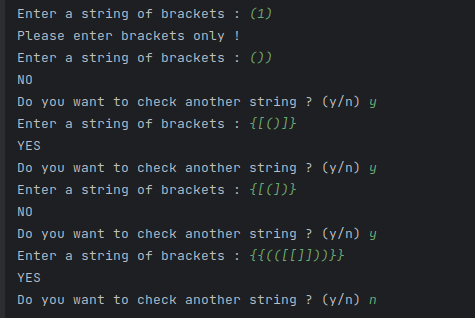 Enter a string of brackets : (1)
Please enter brackets only !
Enter a string of brackets : ())
NO
Do you want to check another string ? (y/n) y
Enter a string of brackets : {[()]}
YES
Do you want to check another string ? (y/n) y
Enter a string of brackets : {[(])}
NO
Do you want to check another string ? (y/n) y
Enter a string of brackets : {{(([[]]))}}
YES
Do you want to check another string ? (y/n) n